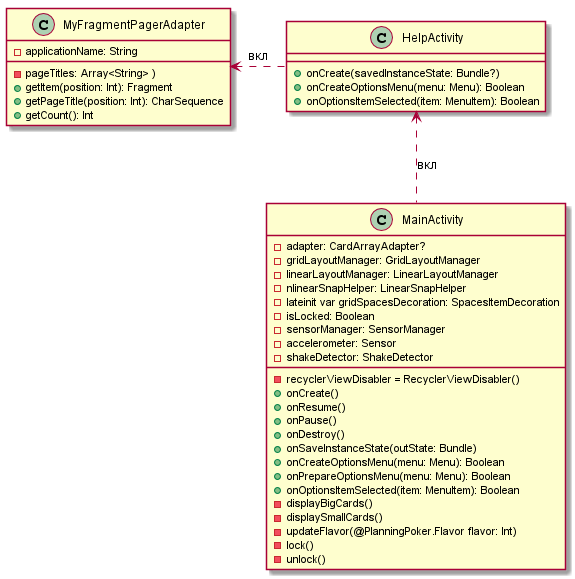 C MyFragmentPagerAdapter
applicationName: String
pageTitles: Array<String> )
getItem(position: Int): Fragment
getPageTitle(position: Int): CharSequence
getCount(): Int
вкл
C HelpActivity
onCreate(savedInstanceState: Bundle?)
onCreateOptionsMenu(menu: Menu): Boolean
onOptionsItemSelected(item: MenuItem): Boolean
вкл
C MainActivity
adapter: CardArrayAdapter?
gridLayoutManager: GridLayoutManager
linearLayoutManager: LinearLayoutManager
nlinearSnapHelper: LinearSnapHelper
lateinit var gridSpacesDecoration: SpacesItemDecoration
isLocked: Boolean
sensorManager: SensorManager
accelerometer: Sensor
shakeDetector: ShakeDetector
recyclerViewDisabler = RecyclerViewDisabler()
onCreate()
onResume()
onPause()
onDestroy()
onSaveInstanceState(outState: Bundle)
onCreateOptionsMenu(menu: Menu): Boolean
onPrepareOptionsMenu(menu: Menu): Boolean
onOptionsItemSelected(item: MenuItem): Boolean
displayBigCards()
displaySmallCards()
updateFlavor(@PlanningPoker.Flavor flavor: Int)
lock()
unlock()